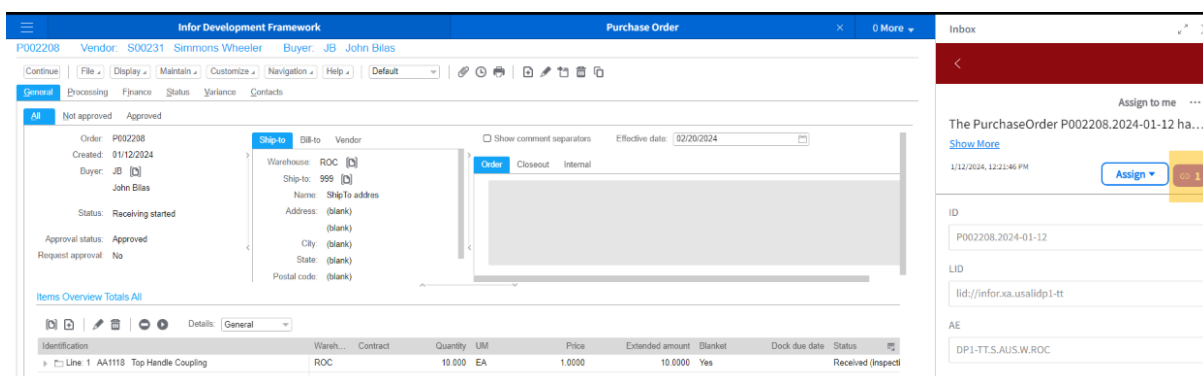 Infor Development Framework
Purchase Order
0 More
P002208 Vendor: S00231 Simmons Wheeler Buyer: JB John Bilas
Continue File Display Maintain Customize Navigation Help Default
General Processing Finance Status Variance Contacts
All Not approved Approved
Order: P002208
Created: 01/12/2024
Buyer: JB
John Bilas
Status: Receiving started
Approval status: Approved
Request approval: No
Ship-to Bill-to Vendor
Warehouse: ROC
Ship-to: 999
Name: ShipTo addres
Address: (blank)
(blank)
City: (blank)
State: (blank)
Postal code: (blank)
Show comment separators Effective date: 02/20/2024
Order Closeout Internal
Items Overview Totals All
Details: General
Identification Wareh... Contract Quantity UM Price Extended amount Blanket Dock due date Status
Line: 1 AA1118 Top Handle Coupling ROC 10.000 EA 1.0000 10.0000 Yes Received (inspecti
Inbox
Assign to me ...
The PurchaseOrder P002208.2024-01-12 ha...
Show More
1/12/2024, 12:21:46 PM
Assign
1
ID
P002208.2024-01-12
LID
lid://infor.xa.usalidp1-tt
AE
DP1-TT.S.AUS.W.ROC